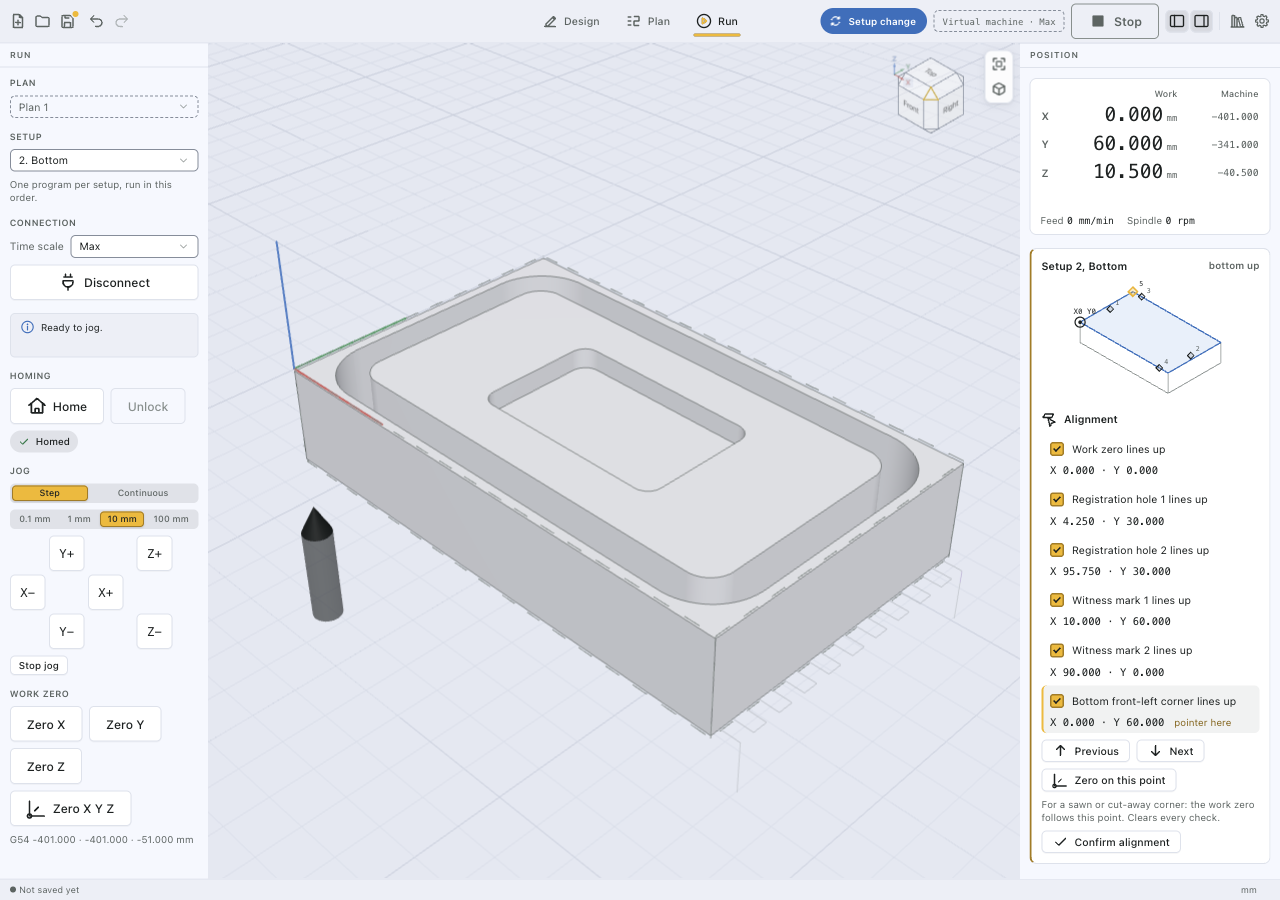 Design
Plan
Run
Setup change
Virtual machine · Max
Stop
RUN
PLAN
Plan 1
SETUP
2. Bottom
One program per setup, run in this
order.
CONNECTION
Time scale
Max
Disconnect
Ready to jog.
HOMING
Home
Unlock
Homed
JOG
Step
Continuous
0.1 mm
1 mm
10 mm
100 mm
Y+
Z+
X−
X+
Y−
Z−
Stop jog
WORK ZERO
Zero X
Zero Y
Zero Z
Zero X Y Z
G54 -401.000 · -401.000 · -51.000 mm
Not saved yet
Top
Front
Right
POSITION
Work
Machine
X
0.000 mm
−401.000
Y
60.000 mm
−341.000
Z
10.500 mm
−40.500
Feed 0 mm/min
Spindle 0 rpm
Setup 2, Bottom
bottom up
5
3
1
X0 Y0
2
4
Alignment
Work zero lines up
X 0.000 · Y 0.000
Registration hole 1 lines up
X 4.250 · Y 30.000
Registration hole 2 lines up
X 95.750 · Y 30.000
Witness mark 1 lines up
X 10.000 · Y 60.000
Witness mark 2 lines up
X 90.000 · Y 0.000
Bottom front-left corner lines up
X 0.000 · Y 60.000 pointer here
Previous
Next
Zero on this point
For a sawn or cut-away corner: the work zero
follows this point. Clears every check.
Confirm alignment
mm